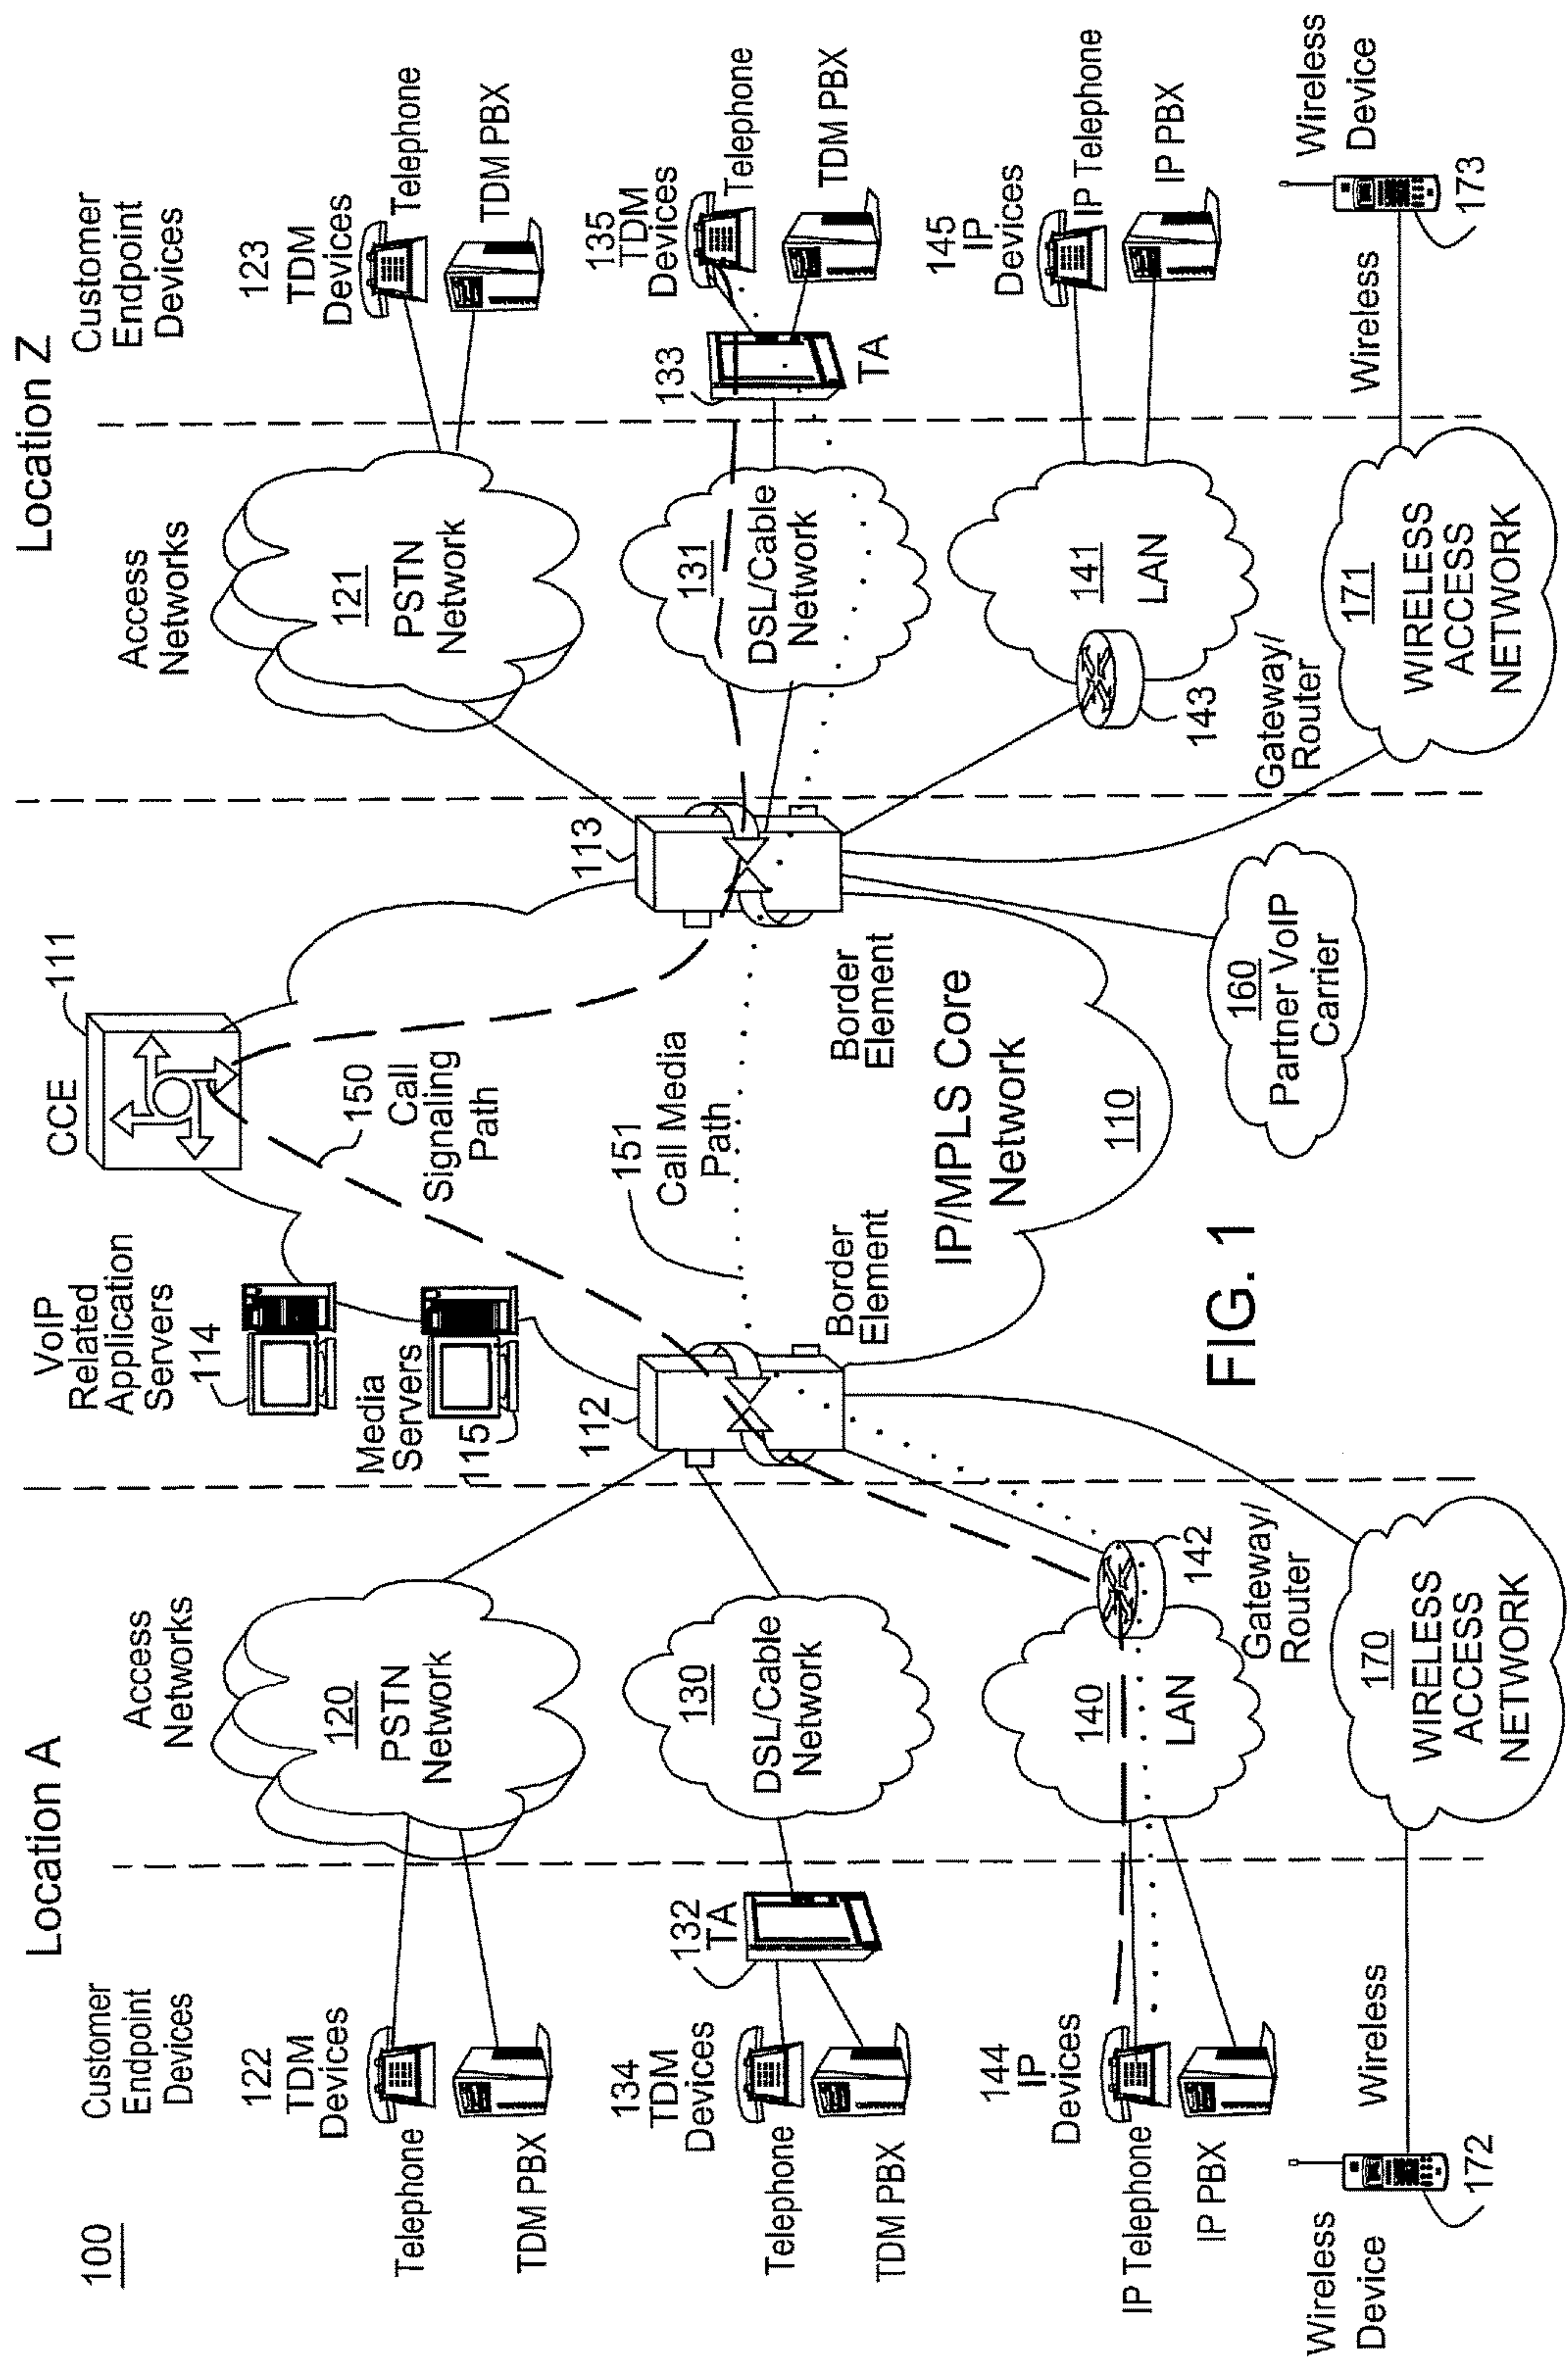 100
Location A
Location Z
Customer
Endpoint
Devices
Access
Networks
VoIP
Related
Application
Servers
114
CCE
111
Access
Networks
Customer
Endpoint
Devices
122
TDM
Devices
Telephone
TDM PBX
120
PSTN
Network
Media
Servers
115
150
Call
Signaling
Path
121
PSTN
Network
123
TDM
Devices
Telephone
TDM PBX
134
TDM
Devices
Telephone
TDM PBX
132
TA
130
DSL/Cable
Network
112
Border
Element
151
Call Media
Path
113
Border
Element
131
DSL/Cable
Network
133
TA
135
TDM
Devices
Telephone
TDM PBX
IP/MPLS Core
Network
110
144
IP
Devices
IP Telephone
IP PBX
140
LAN
142
Gateway/
Router
160
Partner VoIP
Carrier
141
LAN
143
Gateway/
Router
145
IP
Devices
IP Telephone
IP PBX
Wireless
Device
172
Wireless
170
WIRELESS
ACCESS
NETWORK
171
WIRELESS
ACCESS
NETWORK
Wireless
Wireless
Device
173
FIG. 1